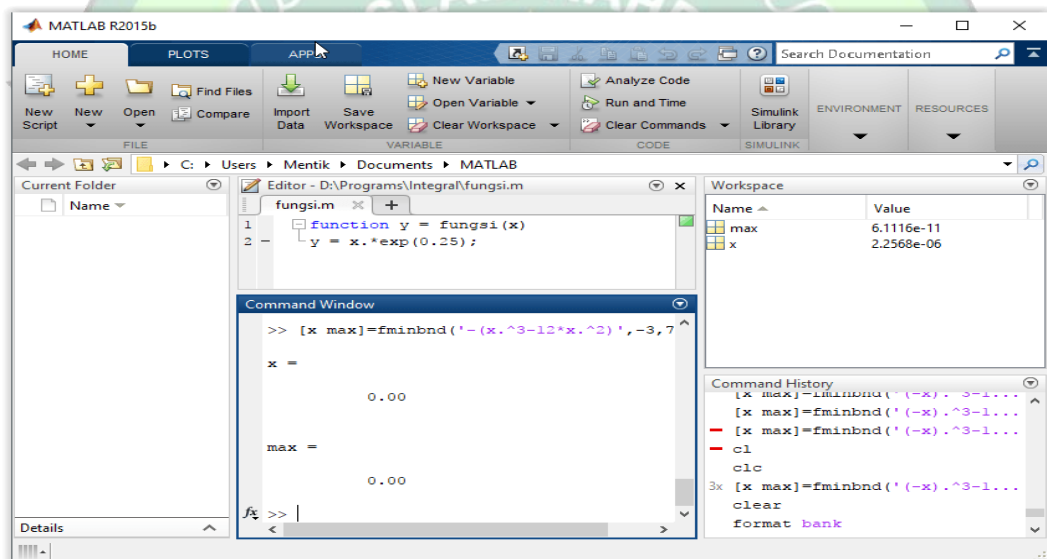 MATLAB R2015b
HOME PLOTS APPS Search Documentation
New Script
New
Open
Find Files
Compare
FILE
Import Data
Save Workspace
New Variable
Open Variable
Clear Workspace
VARIABLE
Analyze Code
Run and Time
Clear Commands
CODE
Simulink Library
SIMULINK
ENVIRONMENT
RESOURCES
C: Users Mentik Documents MATLAB
Current Folder
Name
Details
Editor - D:\Programs\Integral\fungsi.m
fungsi.m
1 function y = fungsi(x)
2 y = x.*exp(0.25);
Command Window
>> [x max]=fminbnd('-(x.^3-12*x.^2)',-3,7
x =
0.00
max =
0.00
fx >>
Workspace
Name Value
max 6.1116e-11
x 2.2568e-06
Command History
[x max]=fminbnd('(-x).^3-1...
[x max]=fminbnd('(-x).^3-1...
[x max]=fminbnd('(-x).^3-1...
cl
clc
3x [x max]=fminbnd('(-x).^3-1...
clear
format bank